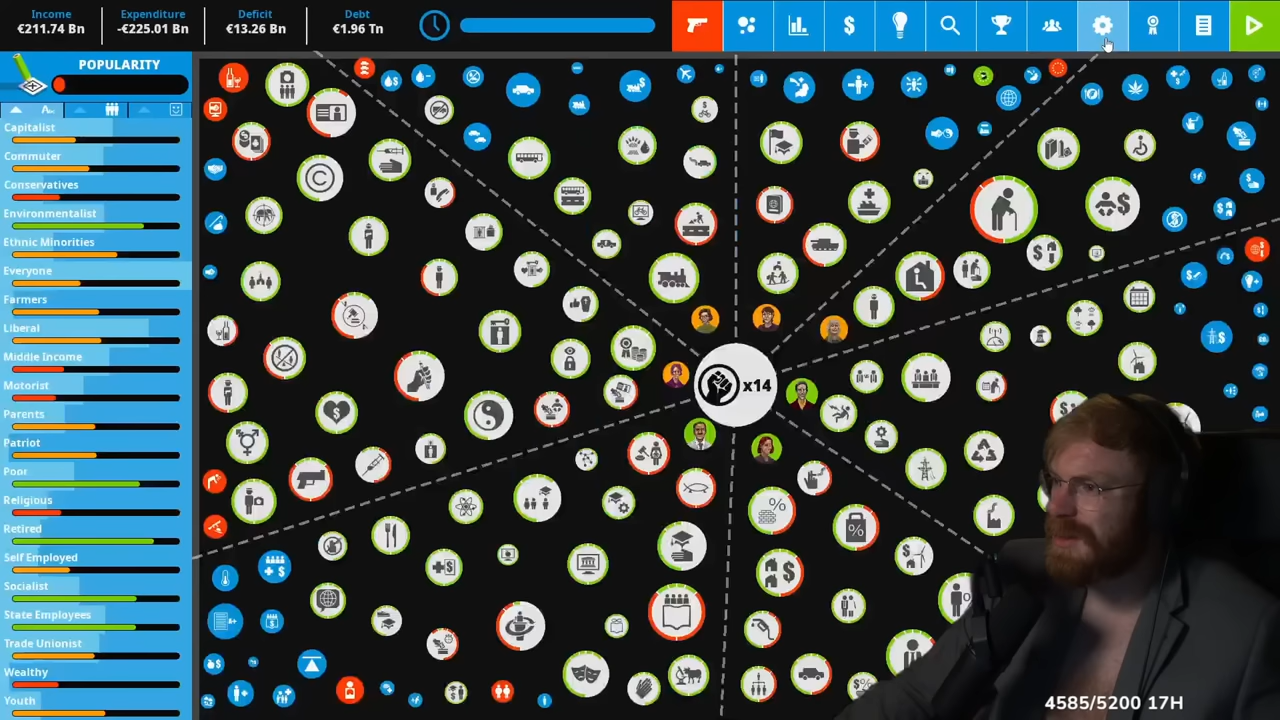 Income
Expenditure
Deficit
Debt
€211.74 Bn
-€225.01 Bn
€13.26 Bn
€1.96 Tn
POPULARITY
Capitalist
Commuter
Conservatives
Environmentalist
Ethnic Minorities
Everyone
Farmers
Liberal
Middle Income
Motorist
Parents
Patriot
Poor
Religious
Retired
Self Employed
Socialist
State Employees
Trade Unionist
Wealthy
Youth
x14
4585/5200 17H